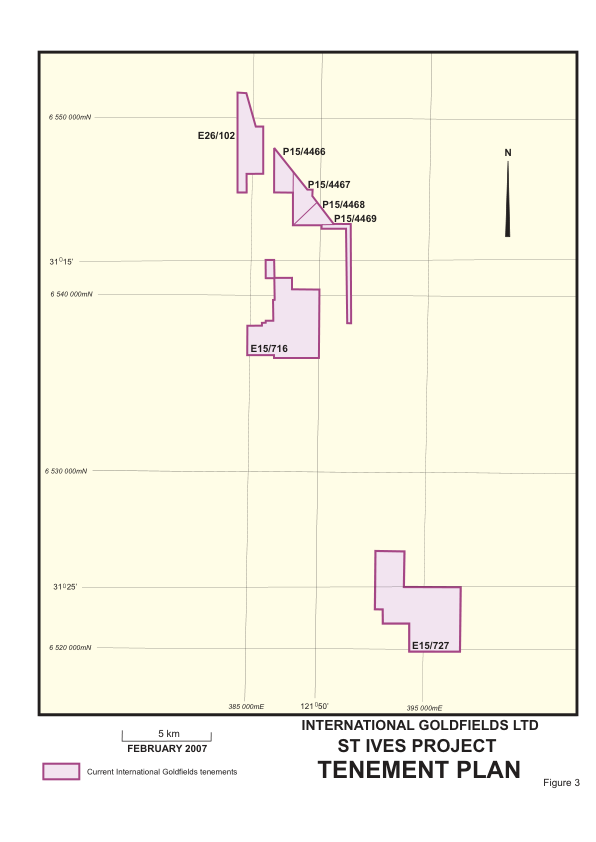 6 550 000mN
E26/102
P15/4466
N
P15/4467
P15/4468
P15/4469
31°15'
6 540 000mN
E15/716
6 530 000mN
31°25'
E15/727
6 520 000mN
385 000mE
121°50'
395 000mE
5 km
FEBRUARY 2007
Current International Goldfields tenements
INTERNATIONAL GOLDFIELDS LTD
ST IVES PROJECT
TENEMENT PLAN
Figure 3